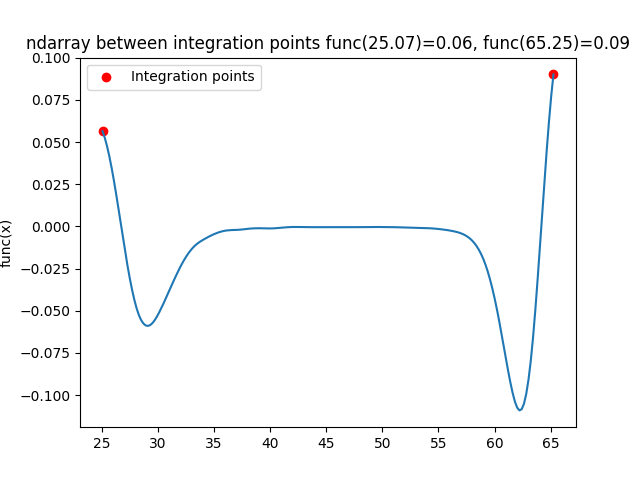 ndarray between integration points func(25.07)=0.06, func(65.25)=0.09
Integration points
func(x)
0.100
0.075
0.050
0.025
0.000
−0.025
−0.050
−0.075
−0.100
25 30 35 40 45 50 55 60 65